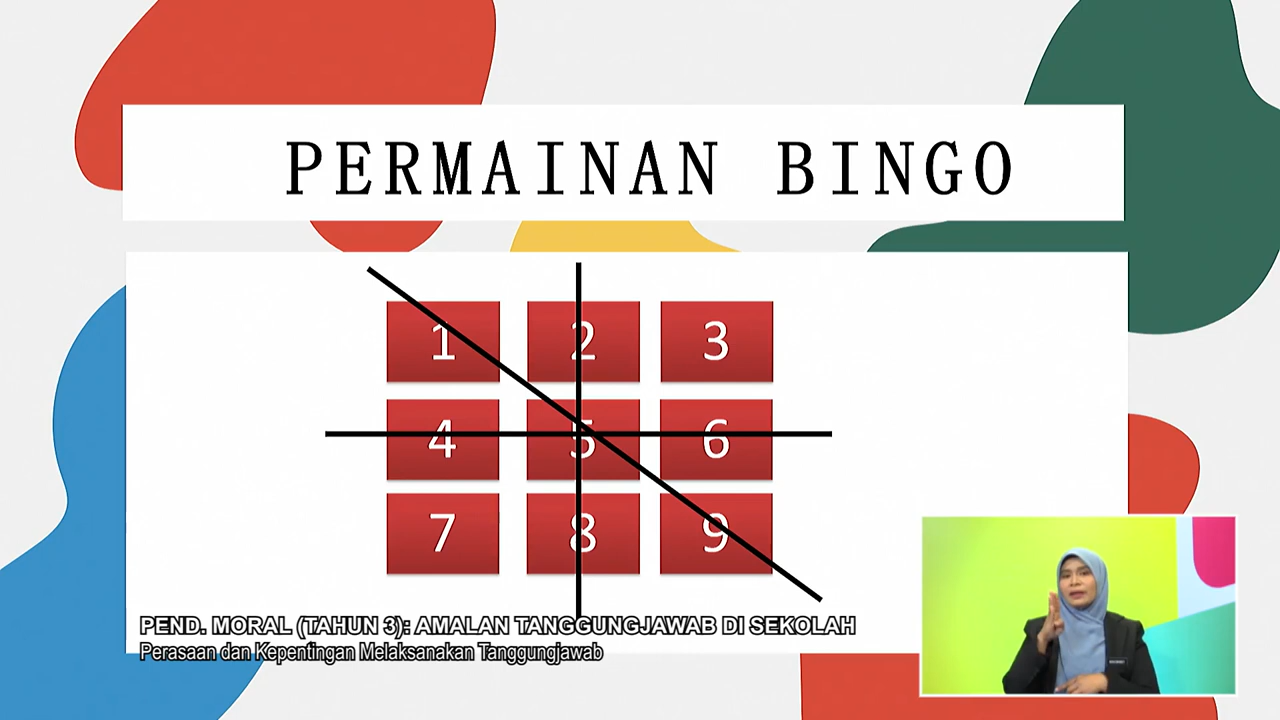 PERMAINAN BINGO
1 2 3
4 5 6
7 8 9
PEND. MORAL (TAHUN 3): AMALAN TANGGUNGJAWAB DI SEKOLAH
Perasaan dan Kepentingan Melaksanakan Tanggungjawab